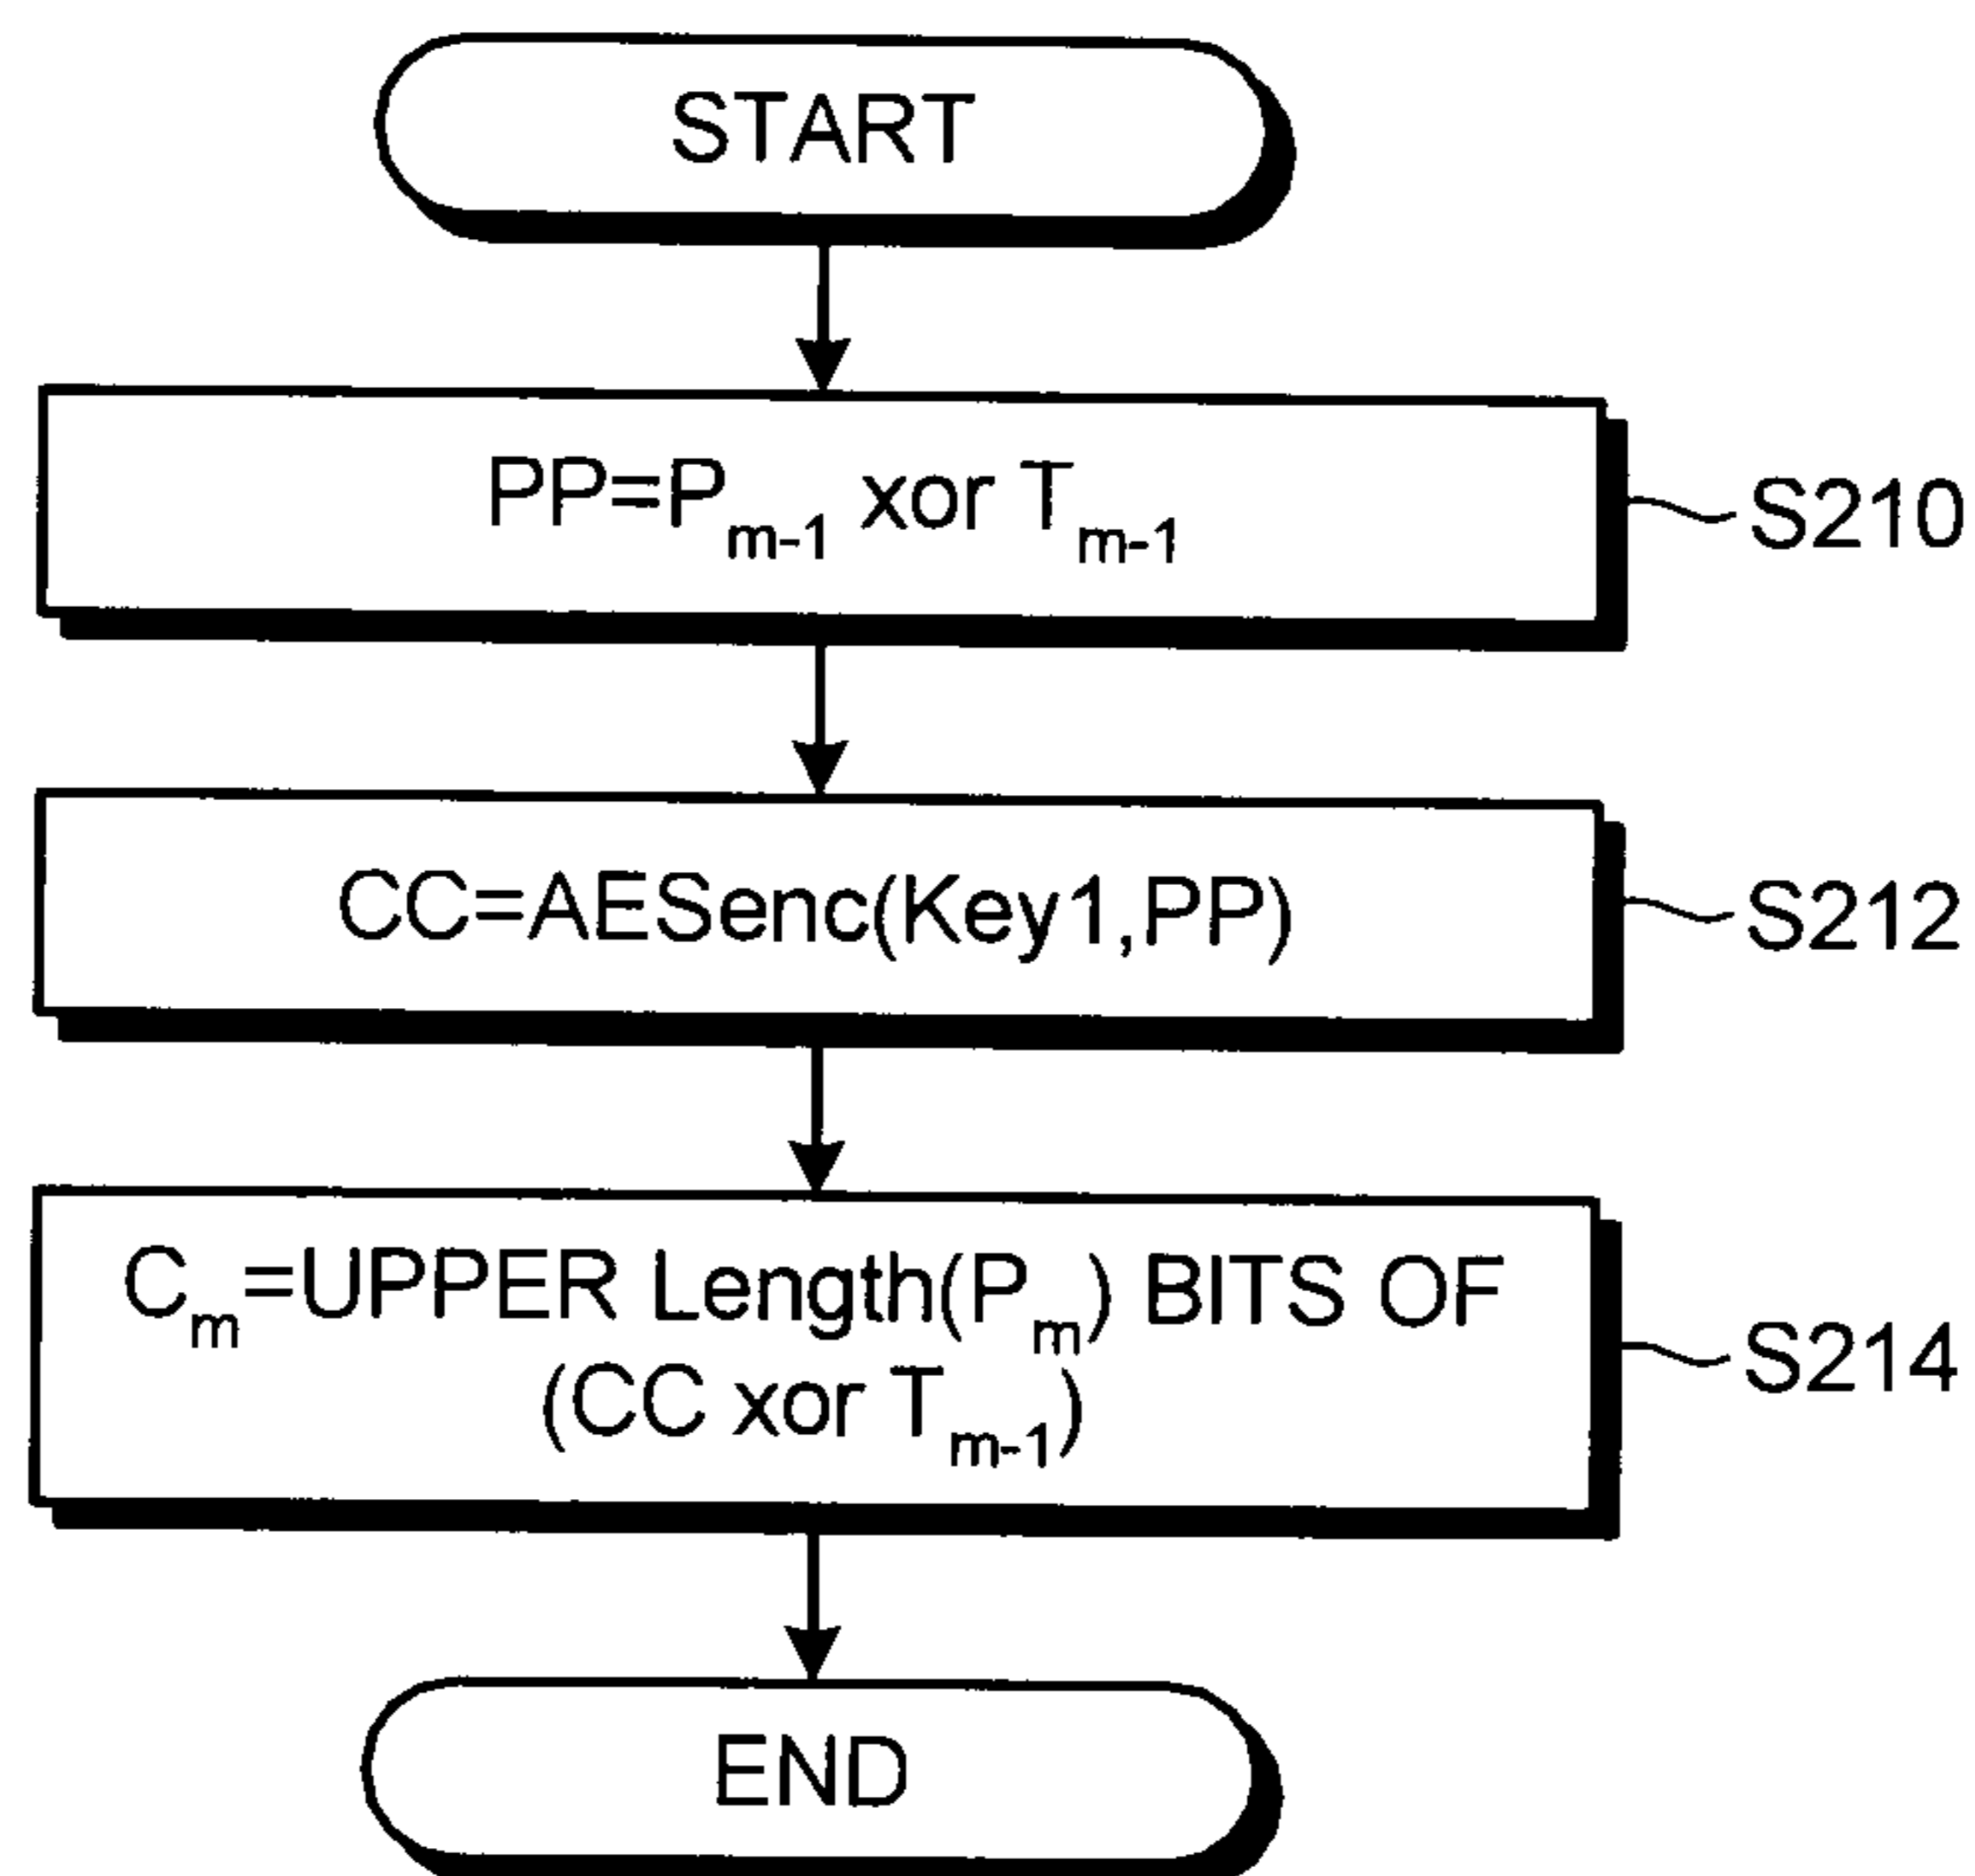 START
PP=Pm-1 xor Tm-1
S210
CC=AESenc(Key1,PP)
S212
Cm=UPPER Length(Pm) BITS OF
(CC xor Tm-1)
S214
END